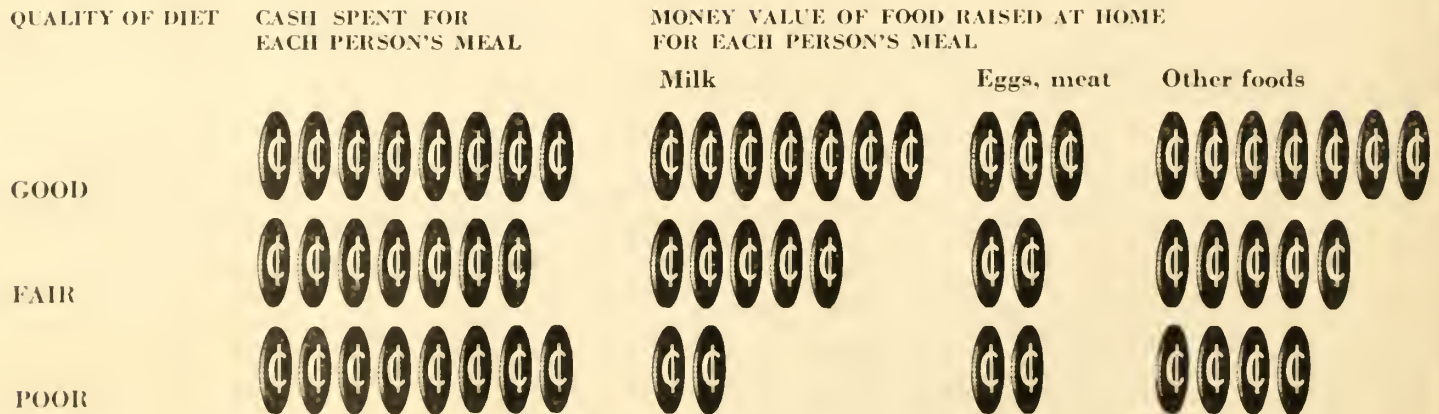 QUALITY OF DIET
CASH SPENT FOR
EACH PERSON'S MEAL
MONEY VALUE OF FOOD RAISED AT HOME
FOR EACH PERSON'S MEAL
Milk
Eggs, meat
Other foods
GOOD
¢ ¢ ¢ ¢ ¢ ¢ ¢ ¢ ¢ ¢ ¢ ¢ ¢ ¢ ¢ ¢ ¢ ¢ ¢ ¢ ¢ ¢ ¢ ¢ ¢
FAIR
¢ ¢ ¢ ¢ ¢ ¢ ¢ ¢ ¢ ¢ ¢ ¢ ¢ ¢ ¢ ¢ ¢ ¢ ¢
POOR
¢ ¢ ¢ ¢ ¢ ¢ ¢ ¢ ¢ ¢ ¢ ¢ ¢ ¢ ¢ ¢